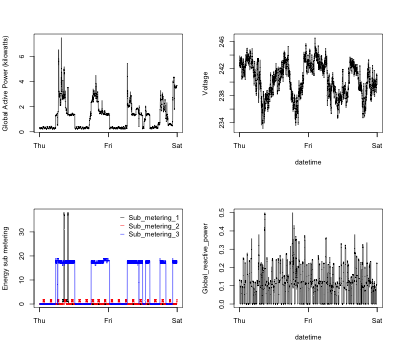 Global Active Power (kilowatts)
6
4
2
0
Thu
Fri
Sat
Voltage
246
242
238
234
Thu
Fri
Sat
datetime
Energy sub metering
30
20
10
0
Sub_metering_1
Sub_metering_2
Sub_metering_3
Thu
Fri
Sat
Global_reactive_power
0.5
0.4
0.3
0.2
0.1
0.0
Thu
Fri
Sat
datetime